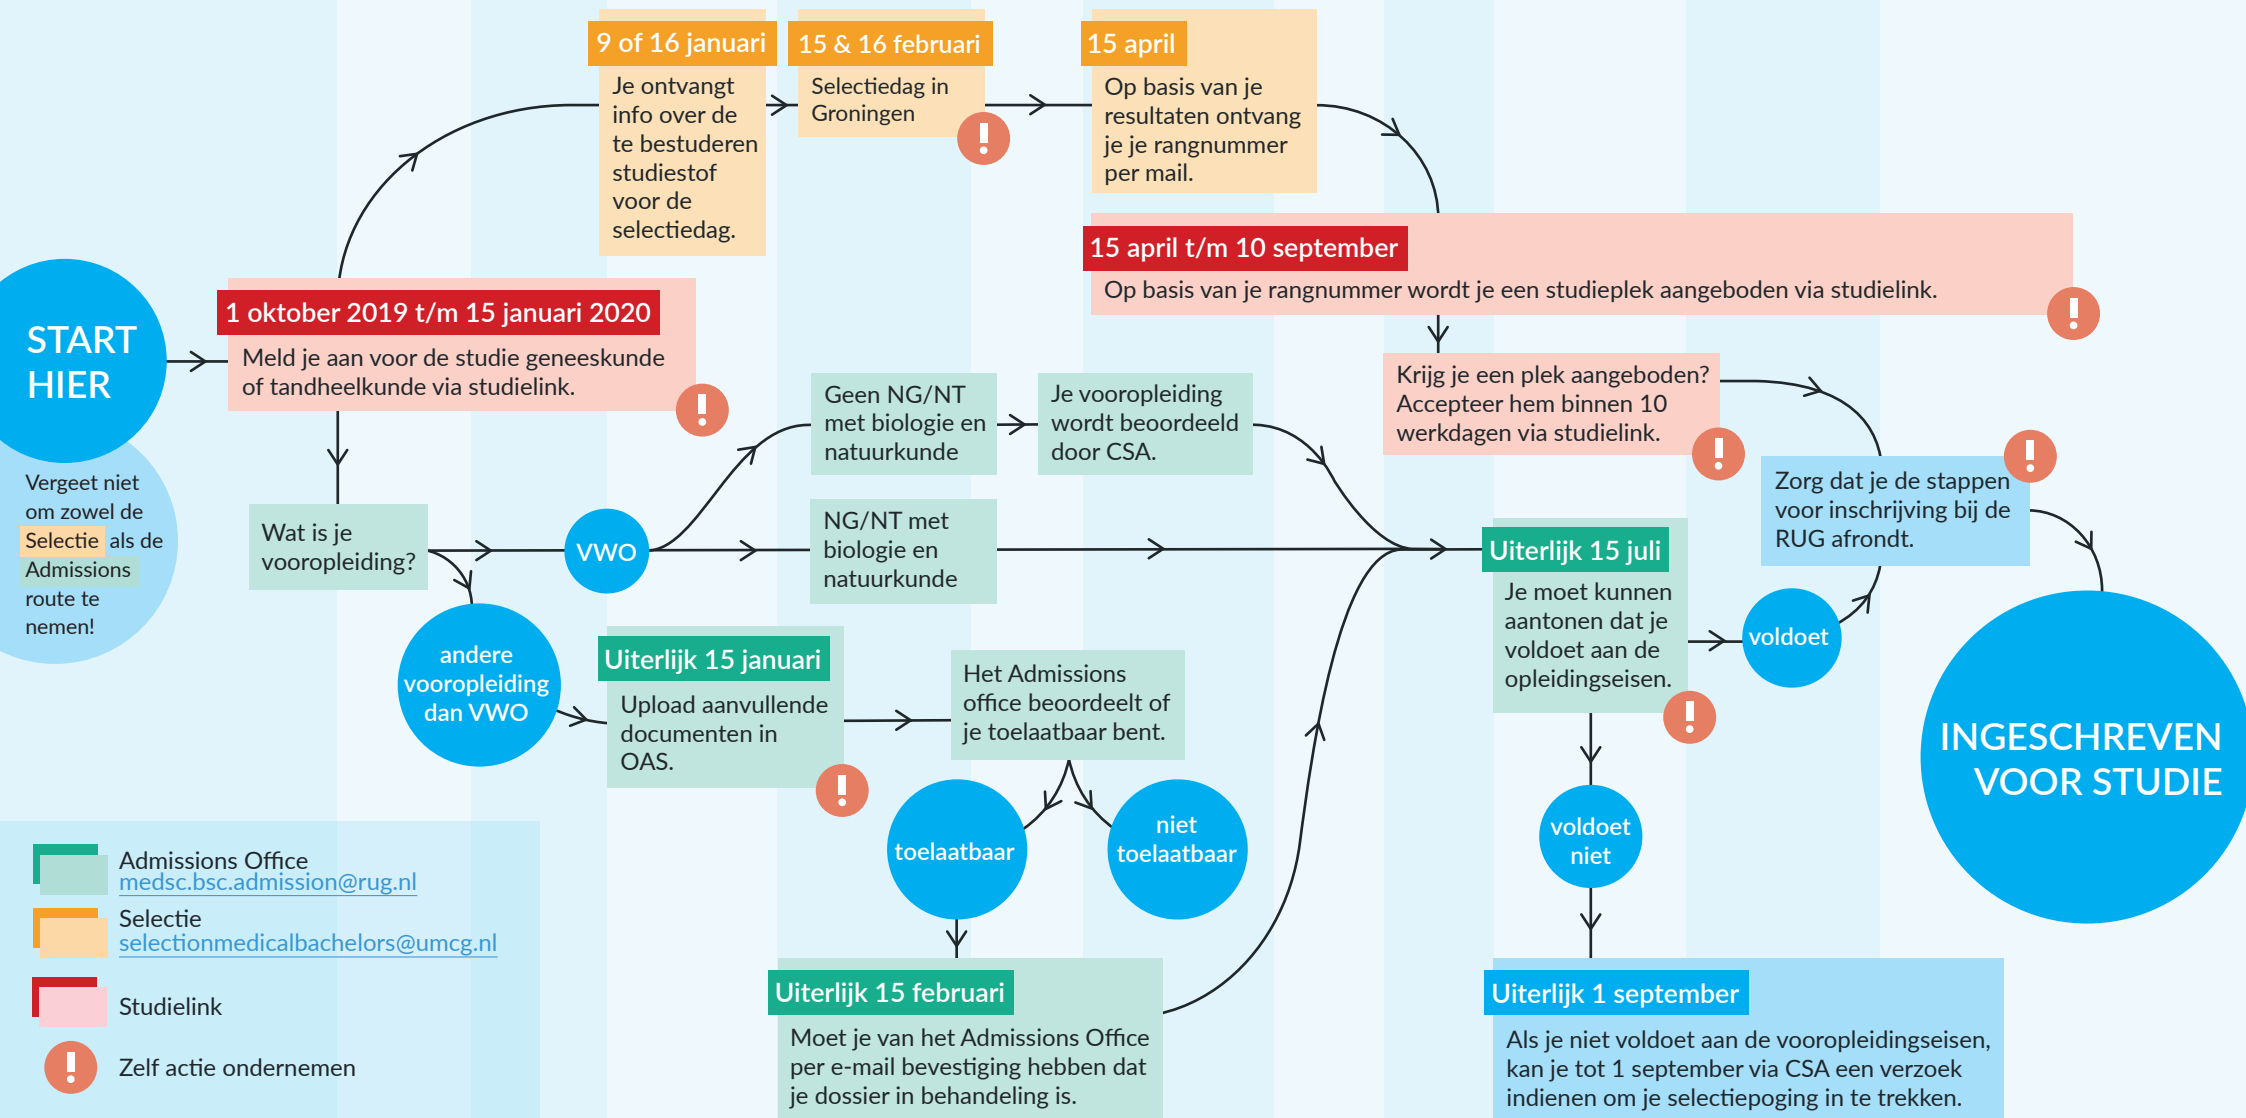 START
HIER
Vergeet niet
om zowel de
Selectie als de
Admissions
route te
nemen!
1 oktober 2019 t/m 15 januari 2020
Meld je aan voor de studie geneeskunde
of tandheelkunde via studielink.
9 of 16 januari
Je ontvangt
info over de
te bestuderen
studiestof
voor de
selectiedag.
15 & 16 februari
Selectiedag in
Groningen
15 april
Op basis van je
resultaten ontvang
je je rangnummer
per mail.
15 april t/m 10 september
Op basis van je rangnummer wordt je een studieplek aangeboden via studielink.
Krijg je een plek aangeboden?
Accepteer hem binnen 10
werkdagen via studielink.
Wat is je
vooropleiding?
VWO
Geen NG/NT
met biologie en
natuurkunde
Je vooropleiding
wordt beoordeeld
door CSA.
NG/NT met
biologie en
natuurkunde
andere
vooropleiding
dan VWO
Uiterlijk 15 januari
Upload aanvullende
documenten in
OAS.
Het Admissions
office beoordeelt of
je toelaatbaar bent.
toelaatbaar
niet
toelaatbaar
Uiterlijk 15 februari
Moet je van het Admissions Office
per e-mail bevestiging hebben dat
je dossier in behandeling is.
Uiterlijk 15 juli
Je moet kunnen
aantonen dat je
voldoet aan de
opleidingseisen.
voldoet
Zorg dat je de stappen
voor inschrijving bij de
RUG afrondt.
voldoet
niet
Uiterlijk 1 september
Als je niet voldoet aan de vooropleidingseisen,
kan je tot 1 september via CSA een verzoek
indienen om je selectiepoging in te trekken.
INGESCHREVEN
VOOR STUDIE
Admissions Office
medsc.bsc.admission@rug.nl
Selectie
selectionmedicalbachelors@umcg.nl
Studielink
Zelf actie ondernemen